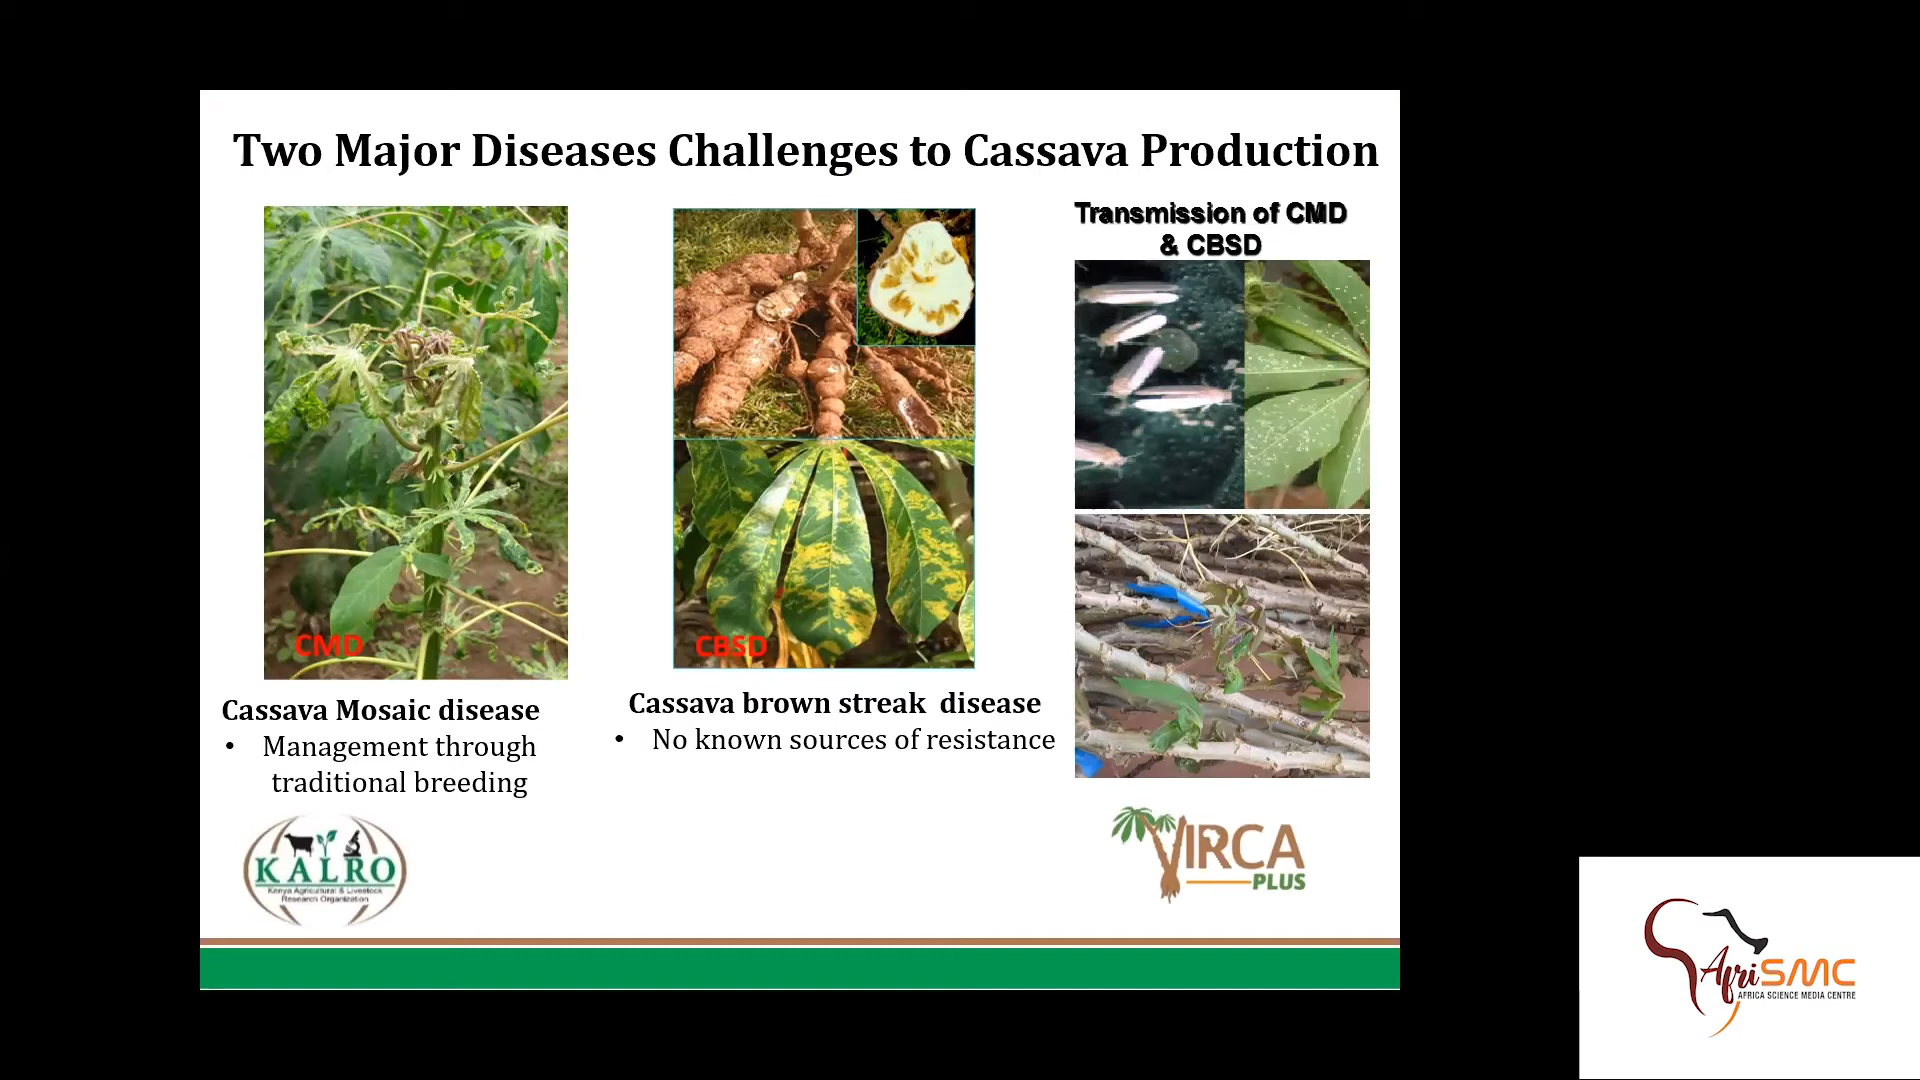 Two Major Diseases Challenges to Cassava Production
Transmission of CMD
& CBSD
CMD
CBSD
Cassava Mosaic disease
• Management through
traditional breeding
Cassava brown streak disease
• No known sources of resistance
KALRO
Kenya Agricultural & Livestock
Research Organization
VIRCA
PLUS
AfriSMC
AFRICA SCIENCE MEDIA CENTRE